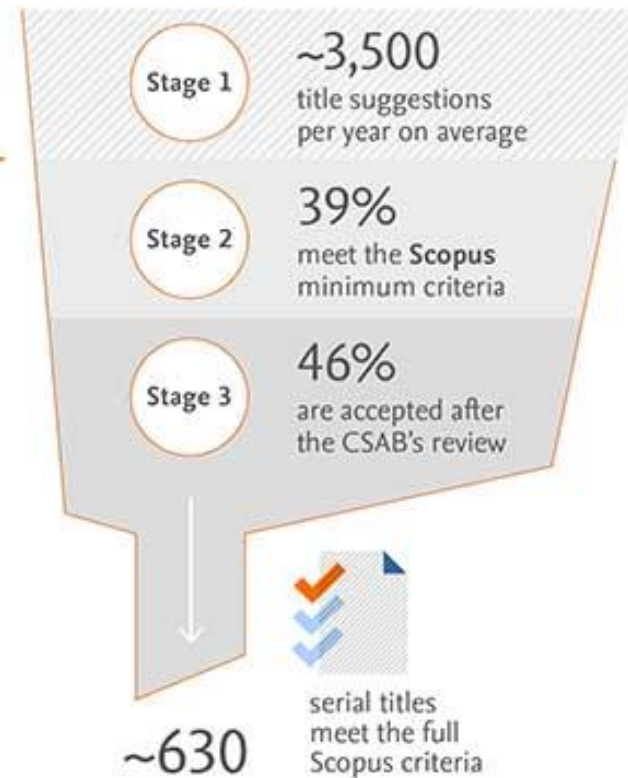 Stage 1
~3,500
title suggestions
per year on average
Stage 2
39%
meet the Scopus
minimum criteria
Stage 3
46%
are accepted after
the CSAB's review
~630
serial titles
meet the full
Scopus criteria